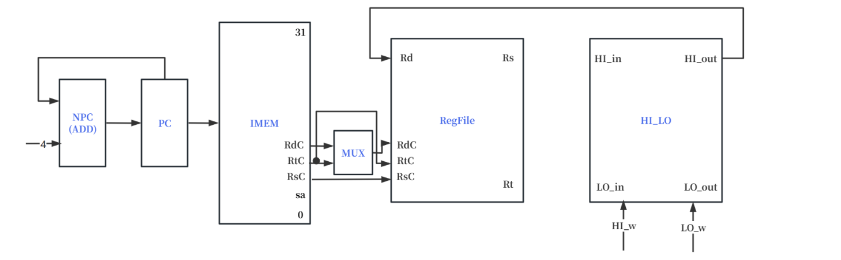 NPC
(ADD)
4
PC
31
IMEM
RdC
RtC
RsC
sa
0
MUX
Rd
Rs
RegFile
RdC
RtC
RsC
Rt
HI_in
HI_out
HI_LO
LO_in
LO_out
HI_w
LO_w